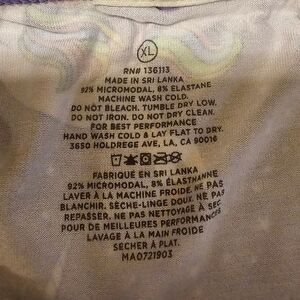 XL
RN# 136113
MADE IN SRI LANKA
92% MICROMODAL, 8% ELASTANE
MACHINE WASH COLD.
DO NOT BLEACH. TUMBLE DRY LOW.
DO NOT IRON. DO NOT DRY CLEAN.
FOR BEST PERFORMANCE
HAND WASH COLD & LAY FLAT TO DRY.
3650 HOLDREGE AVE, LA, CA 90016
FABRIQUÉ EN SRI LANKA
92% MICROMODAL, 8% ÉLASTHANNE
LAVER À LA MACHINE FROIDE. NE PAS
BLANCHIR. SÈCHE-LINGE DOUX. NE PAS
REPASSER. NE PAS NETTOYAGE À SEC
POUR DE MEILLEURES PERFORMANCES
LAVAGE À LA MAIN FROIDE
SÉCHER À PLAT.
MA0721903